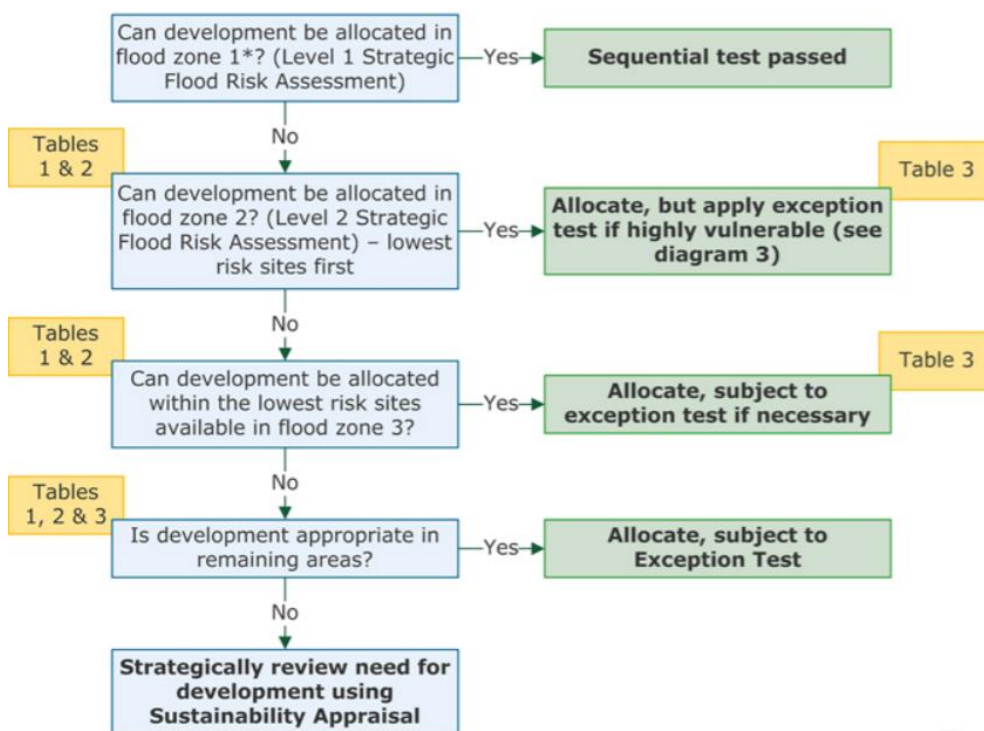 Can development be allocated in
flood zone 1*? (Level 1 Strategic
Flood Risk Assessment)
Yes
Sequential test passed
No
Tables
1 & 2
Can development be allocated in
flood zone 2? (Level 2 Strategic
Flood Risk Assessment) – lowest
risk sites first
Yes
Table 3
Allocate, but apply exception
test if highly vulnerable (see
diagram 3)
No
Tables
1 & 2
Can development be allocated
within the lowest risk sites
available in flood zone 3?
Yes
Table 3
Allocate, subject to
exception test if necessary
No
Tables
1, 2 & 3
Is development appropriate in
remaining areas?
Yes
Allocate, subject to
Exception Test
No
Strategically review need for
development using
Sustainability Appraisal